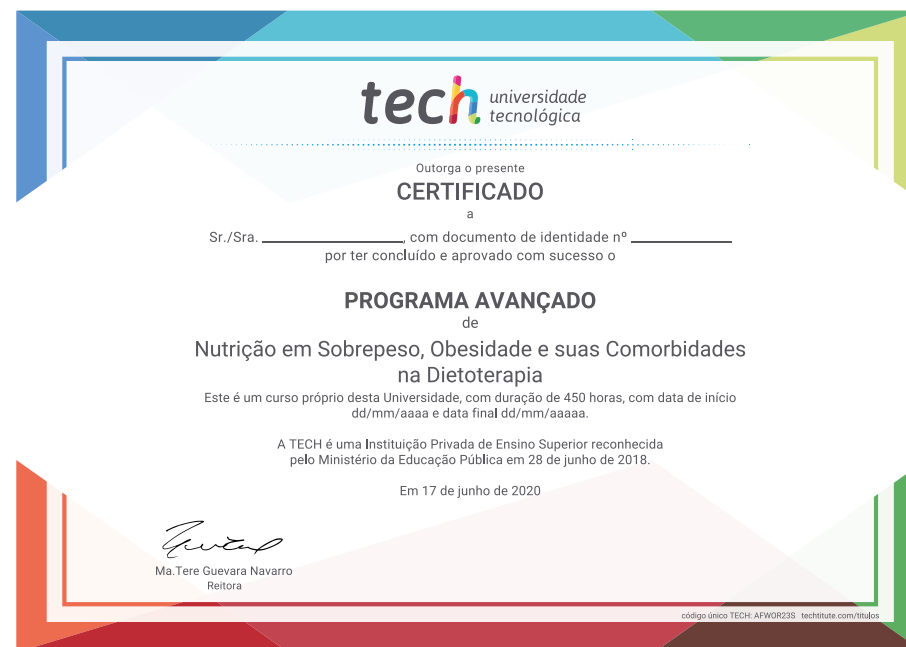 tech universidade
tecnológica
Outorga o presente
CERTIFICADO
a
Sr./Sra. ____________, com documento de identidade nº ____________
por ter concluído e aprovado com sucesso o
PROGRAMA AVANÇADO
de
Nutrição em Sobrepeso, Obesidade e suas Comorbidades
na Dietoterapia
Este é um curso próprio desta Universidade, com duração de 450 horas, com data de início
dd/mm/aaaa e data final dd/mm/aaaaa.
A TECH é uma Instituição Privada de Ensino Superior reconhecida
pelo Ministério da Educação Pública em 28 de junho de 2018.
Em 17 de junho de 2020
Ma.Tere Guevara Navarro
Reitora
código único TECH: AFWOR23S techtitute.com/titulos